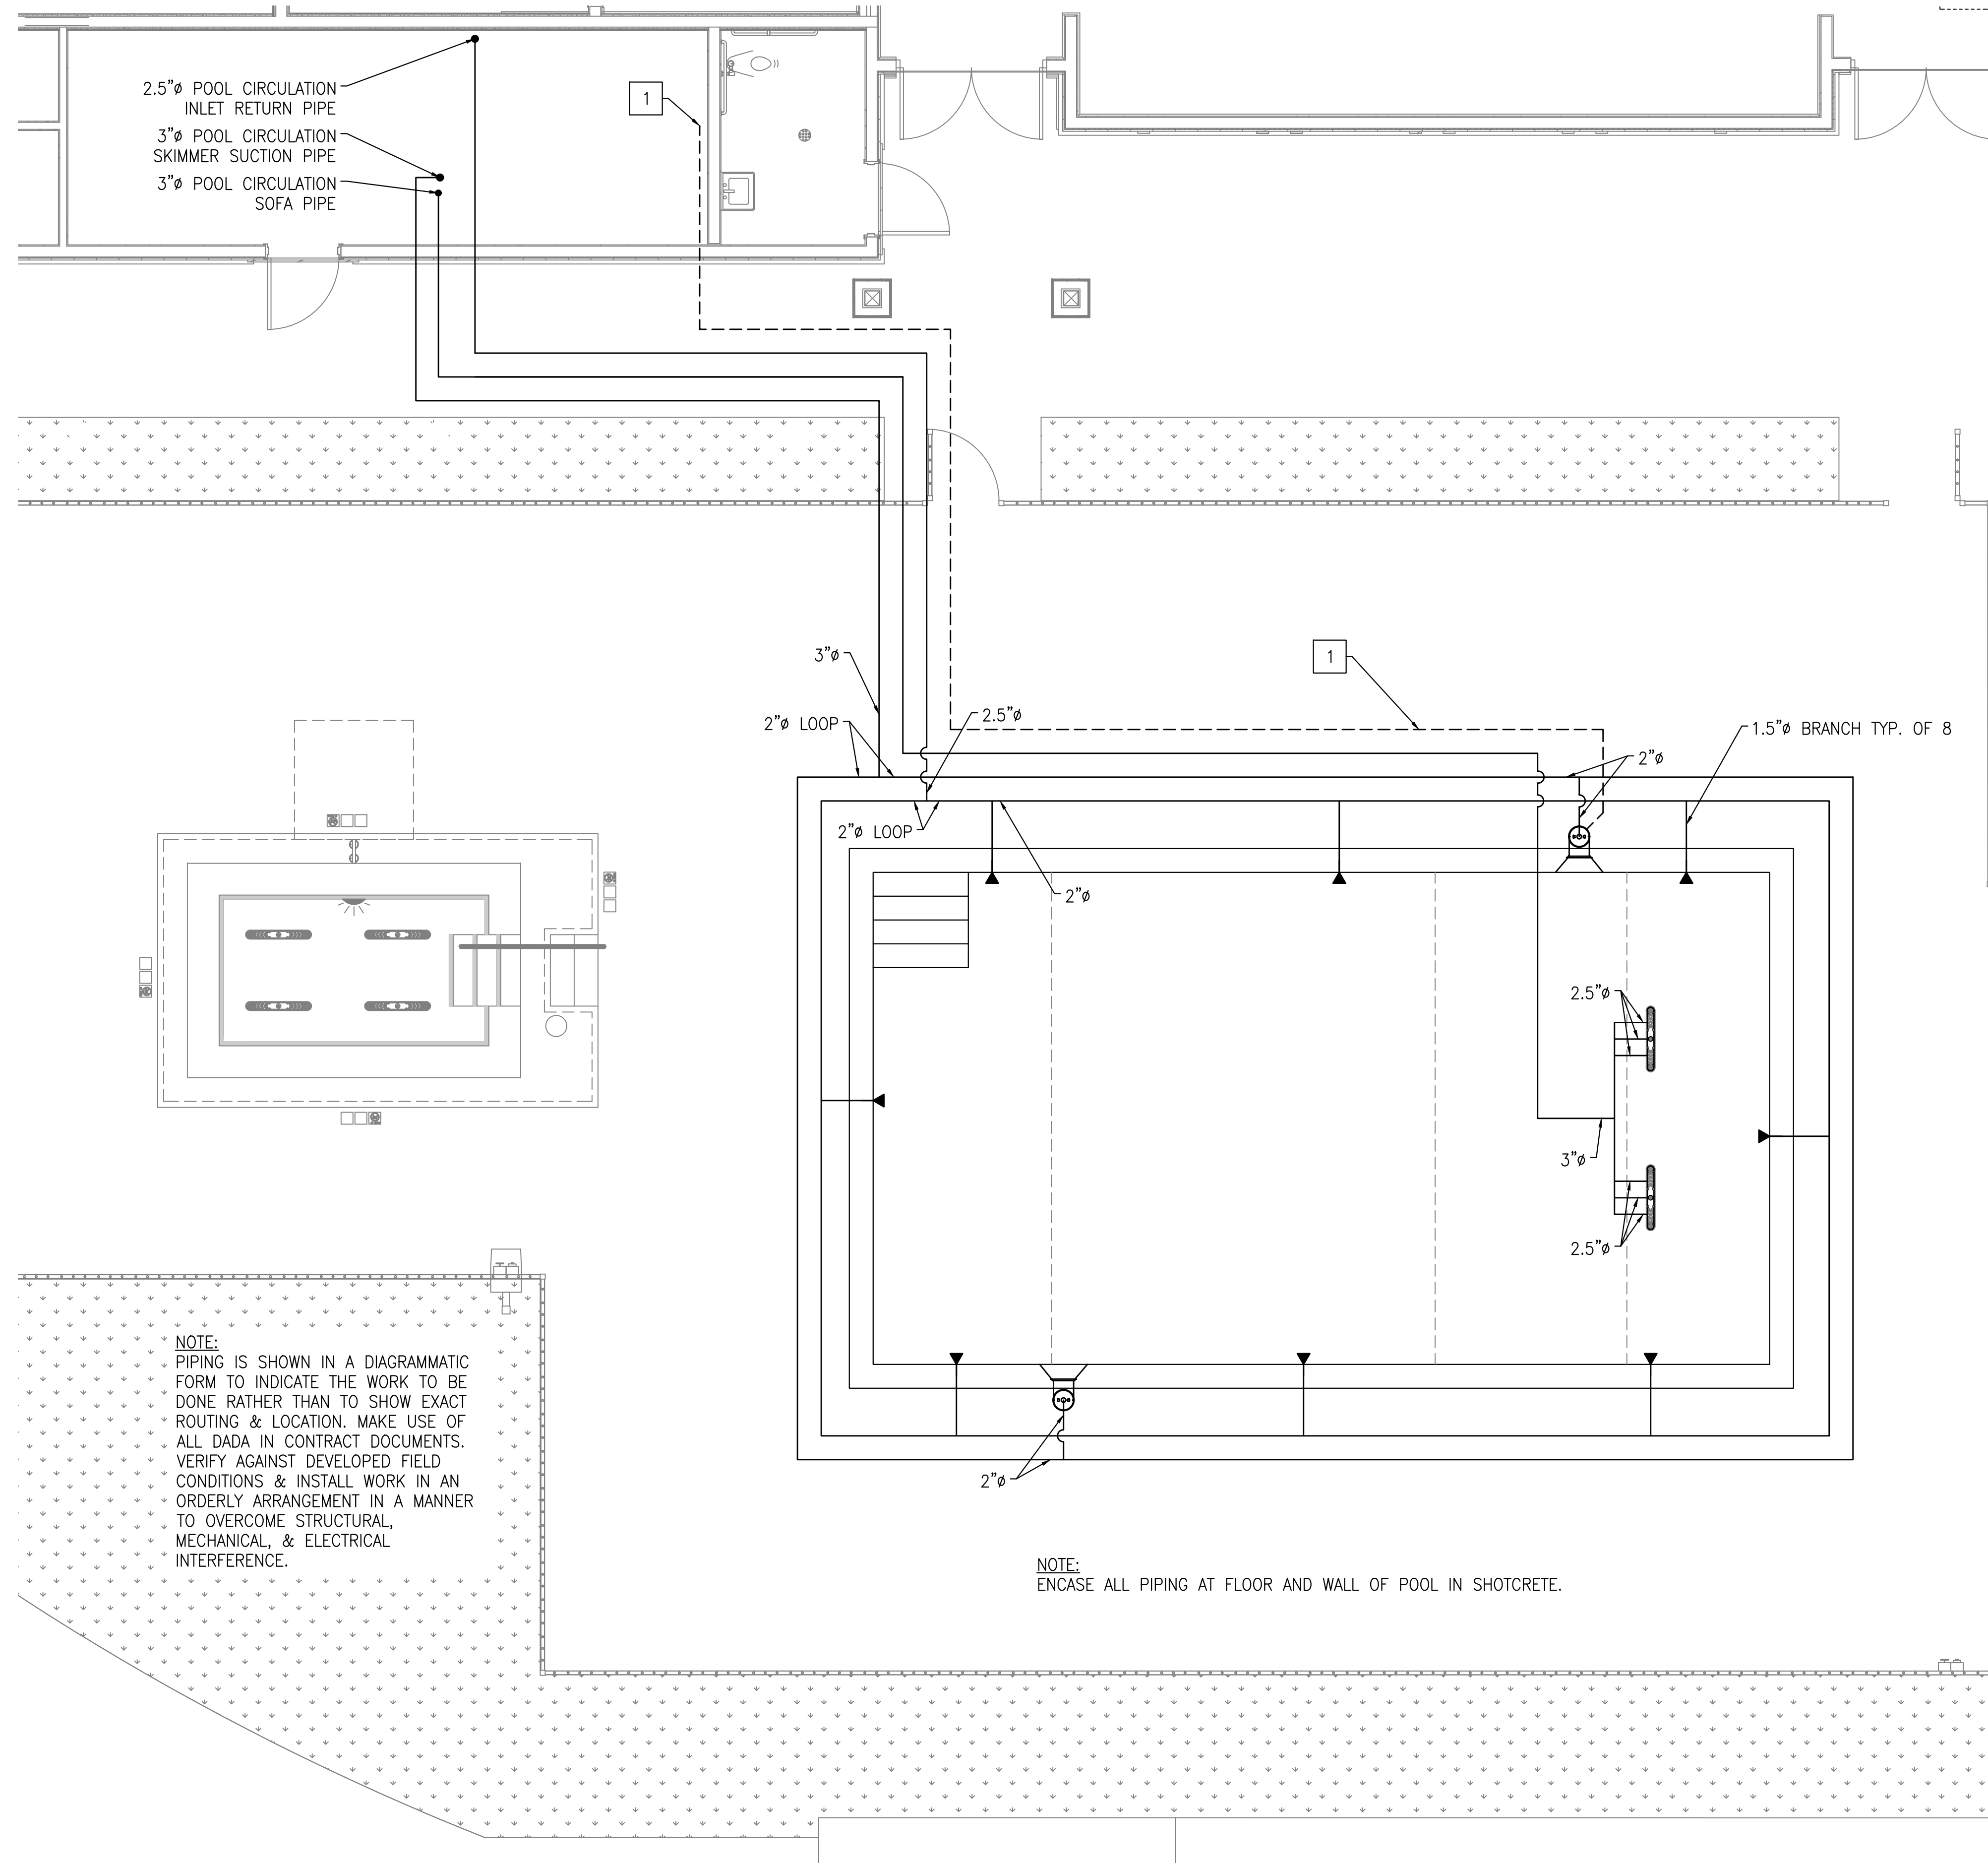 2.5"ø POOL CIRCULATION
INLET RETURN PIPE
3"ø POOL CIRCULATION
SKIMMER SUCTION PIPE
3"ø POOL CIRCULATION
SOFA PIPE
1
3"ø
2"ø LOOP
2.5"ø
1
1.5"ø BRANCH TYP. OF 8
2"ø
2"ø LOOP
2"ø
2.5"ø
3"ø
2.5"ø
2"ø
NOTE:
PIPING IS SHOWN IN A DIAGRAMMATIC
FORM TO INDICATE THE WORK TO BE
DONE RATHER THAN TO SHOW EXACT
ROUTING & LOCATION. MAKE USE OF
ALL DADA IN CONTRACT DOCUMENTS.
VERIFY AGAINST DEVELOPED FIELD
CONDITIONS & INSTALL WORK IN AN
ORDERLY ARRANGEMENT IN A MANNER
TO OVERCOME STRUCTURAL,
MECHANICAL, & ELECTRICAL
INTERFERENCE.
NOTE:
ENCASE ALL PIPING AT FLOOR AND WALL OF POOL IN SHOTCRETE.